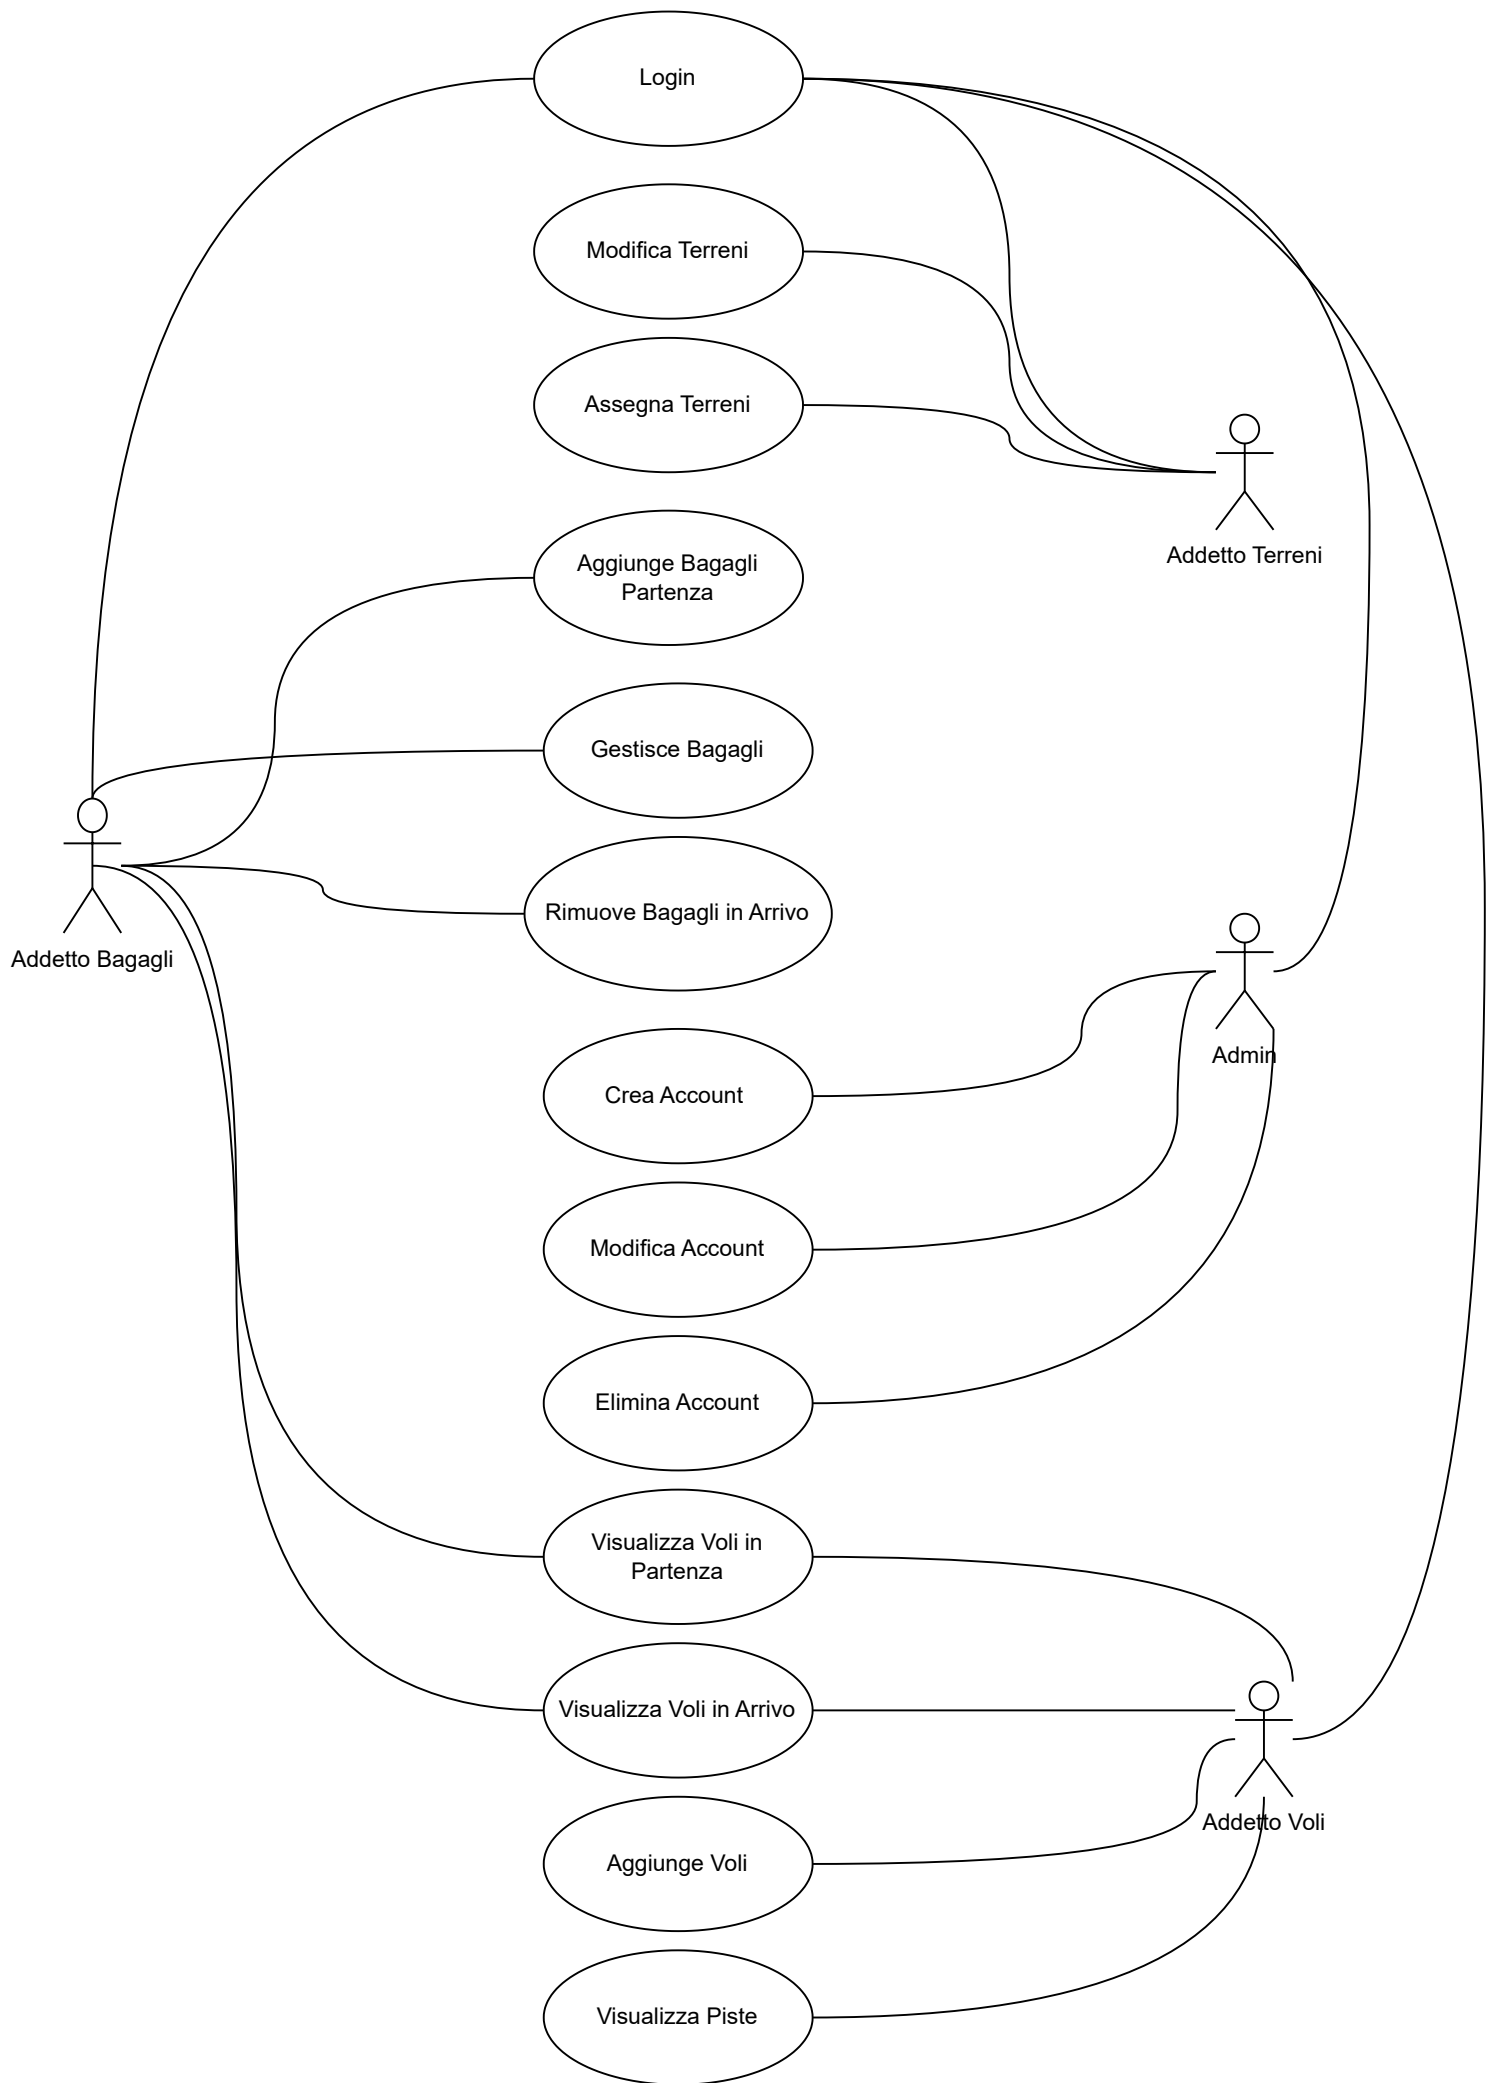 Login
Modifica Terreni
Assegna Terreni
Addetto Terreni
Aggiunge Bagagli
Partenza
Gestisce Bagagli
Rimuove Bagagli in Arrivo
Addetto Bagagli
Admin
Crea Account
Modifica Account
Elimina Account
Visualizza Voli in
Partenza
Visualizza Voli in Arrivo
Addetto Voli
Aggiunge Voli
Visualizza Piste